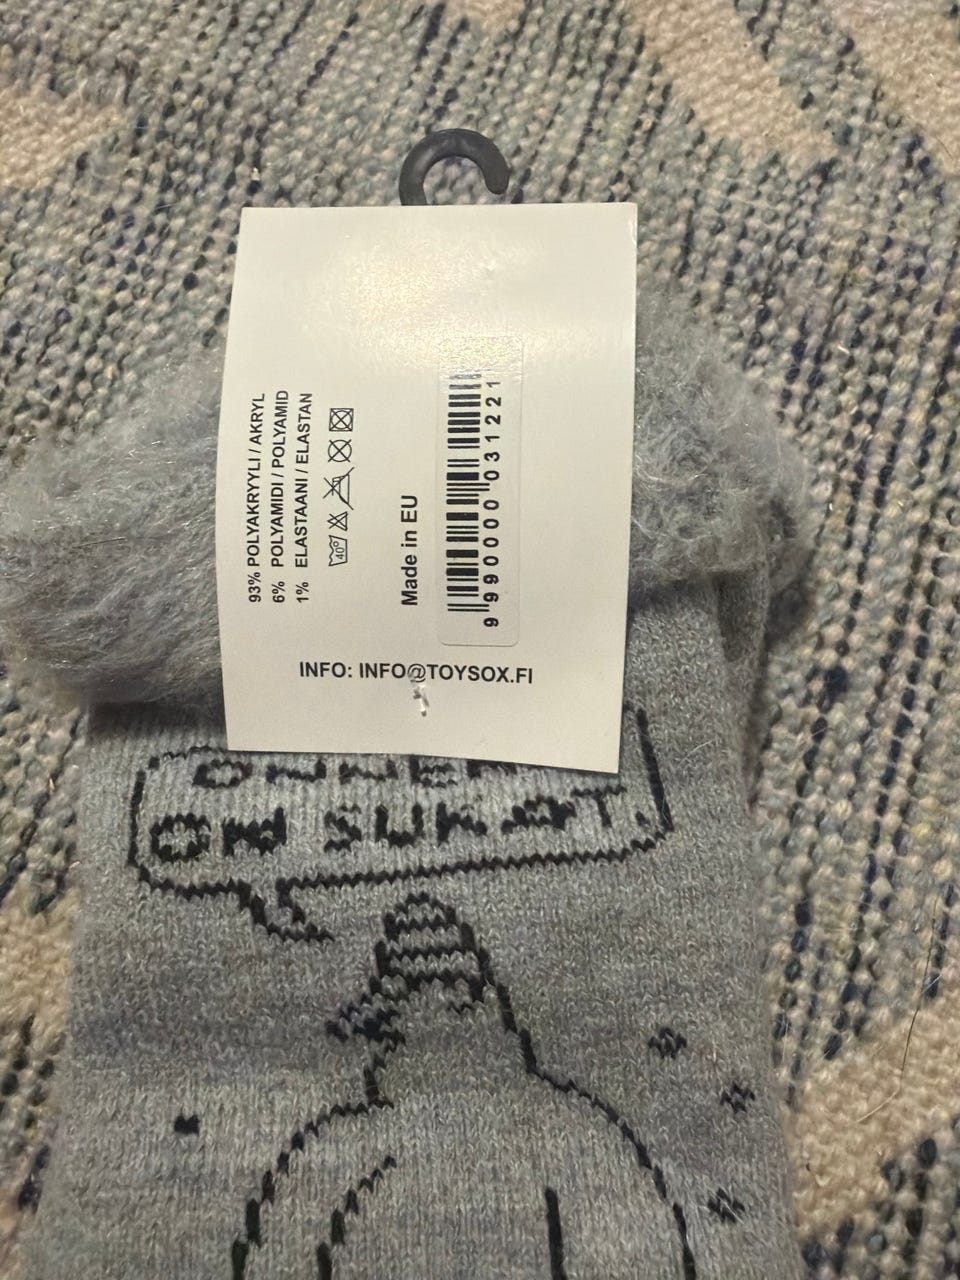 93% POLYAKRYYLI / AKRYL
6% POLYAMIDI / POLYAMID
1% ELASTAANI / ELASTAN
40°
Made in EU
9 990000 031221
INFO: INFO@TOYSOX.FI
ON SUKAT.